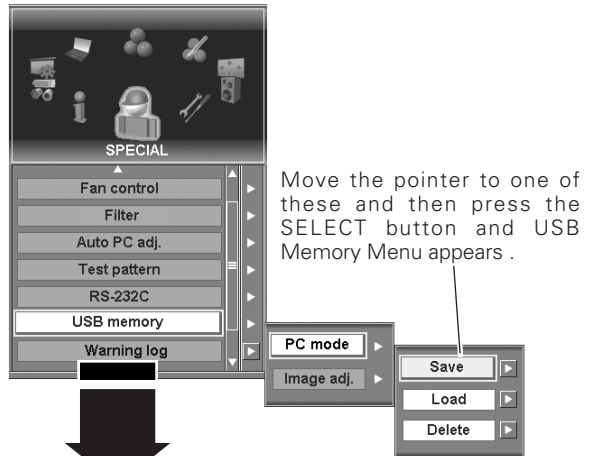 SPECIAL
Fan control
Filter
Auto PC adj.
Test pattern
RS-232C
USB memory
Warning log
Move the pointer to one of
these and then press the
SELECT button and USB
Memory Menu appears .
PC mode
Image adj.
Save
Load
Delete